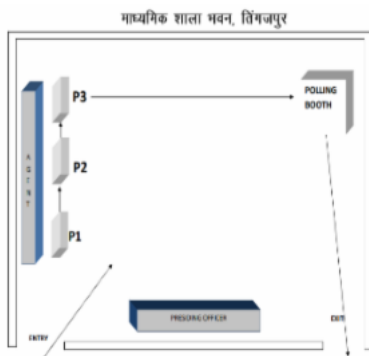 माध्यमिक शाला भवन, तिंगजपुर
P3
POLLING
BOOTH
P2
P1
ENTRY
PRESIDING OFFICER
EXIT